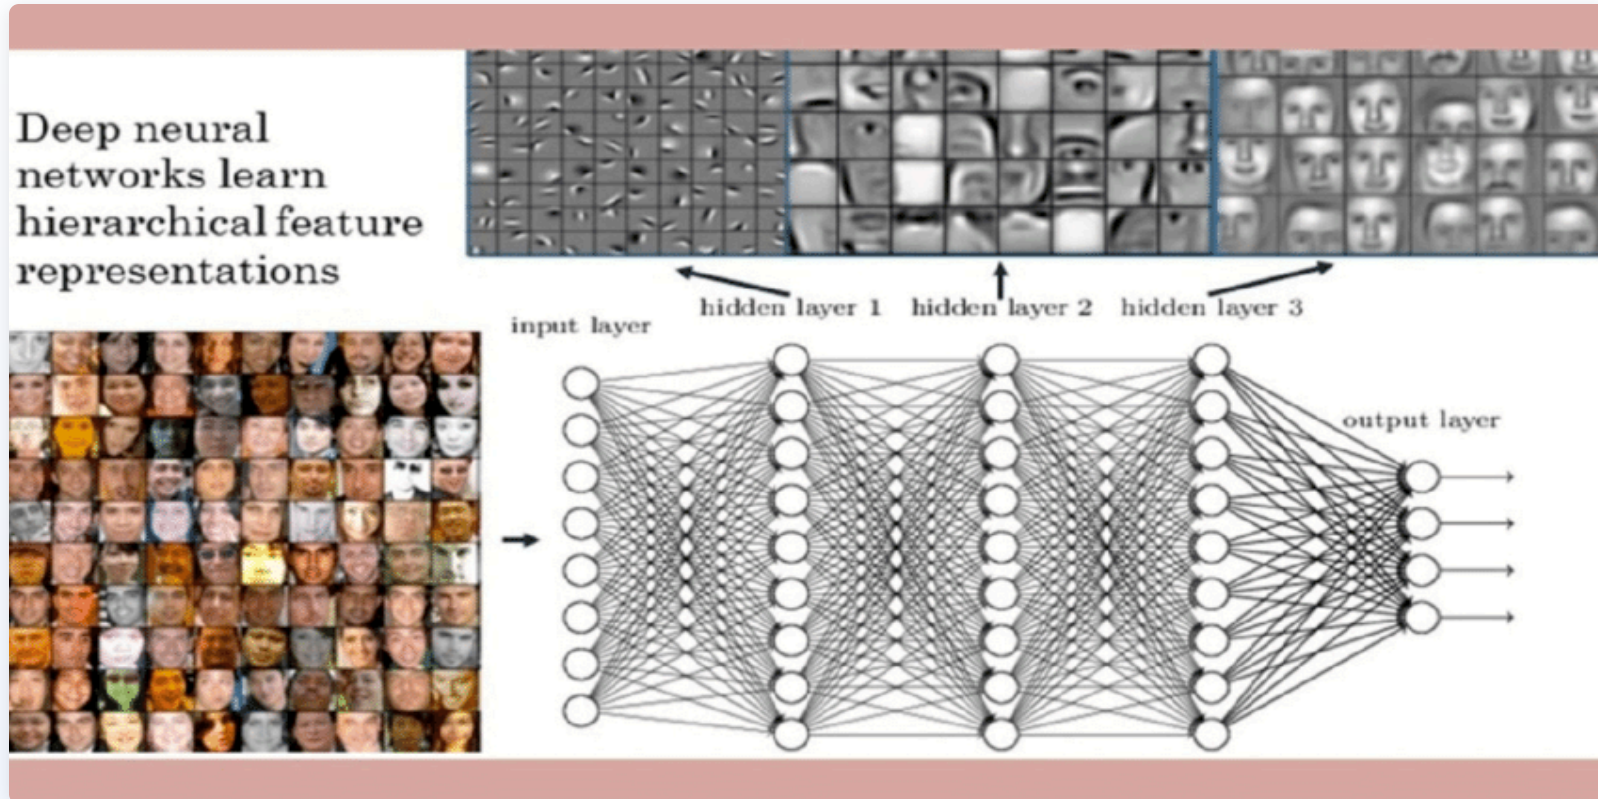 Deep neural
networks learn
hierarchical feature
representations
hidden layer 1 hidden layer 2 hidden layer 3
input layer
output layer